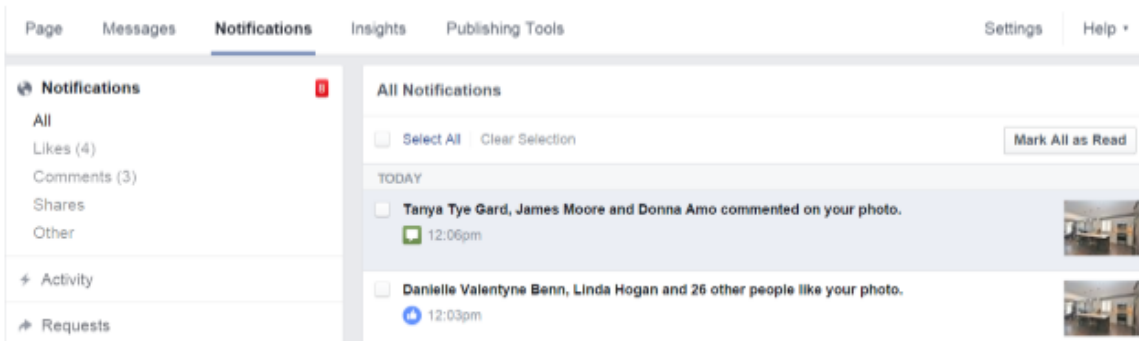 Page Messages Notifications Insights Publishing Tools Settings Help
Notifications 8
All
Likes (4)
Comments (3)
Shares
Other
Activity
Requests
All Notifications
Select All Clear Selection Mark All as Read
TODAY
Tanya Tye Gard, James Moore and Donna Amo commented on your photo.
12:06pm
Danielle Valentyne Benn, Linda Hogan and 26 other people like your photo.
12:03pm